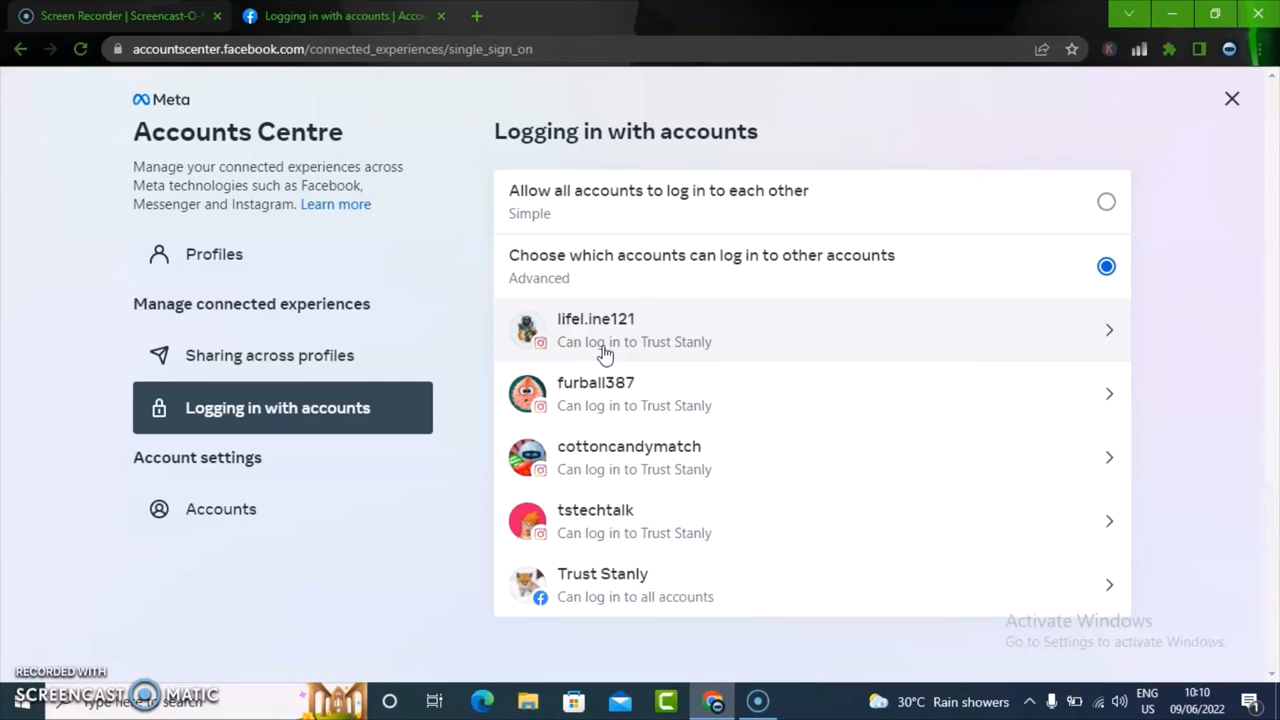 Screen Recorder | Screencast-O-
Logging in with accounts | Acco
accountscenter.facebook.com/connected_experiences/single_sign_on
Meta
Accounts Centre
Manage your connected experiences across
Meta technologies such as Facebook,
Messenger and Instagram. Learn more
Profiles
Manage connected experiences
Sharing across profiles
Logging in with accounts
Account settings
Accounts
Logging in with accounts
Allow all accounts to log in to each other
Simple
Choose which accounts can log in to other accounts
Advanced
lifel.ine121
Can log in to Trust Stanly
furball387
Can log in to Trust Stanly
cottoncandymatch
Can log in to Trust Stanly
tstechtalk
Can log in to Trust Stanly
Trust Stanly
Can log in to all accounts
Activate Windows
Go to Settings to activate Windows.
RECORDED WITH
SCREENCAST MATIC
Type here to search
30°C Rain showers
ENG
US
10:10
09/06/2022
1